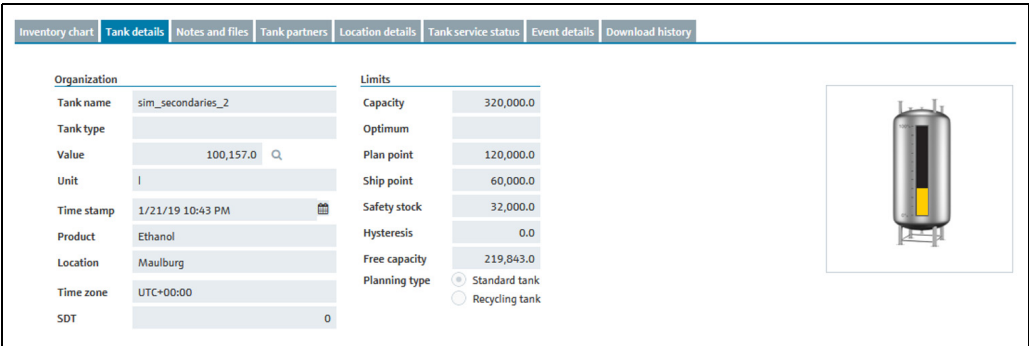 Inventory chart Tank details Notes and files Tank partners Location details Tank service status Event details Download history
Organization
Tank name sim_secondaries_2
Tank type
Value 100,157.0
Unit l
Time stamp 1/21/19 10:43 PM
Product Ethanol
Location Maulburg
Time zone UTC+00:00
SDT 0
Limits
Capacity 320,000.0
Optimum
Plan point 120,000.0
Ship point 60,000.0
Safety stock 32,000.0
Hysteresis 0.0
Free capacity 219,843.0
Planning type Standard tank
Recycling tank